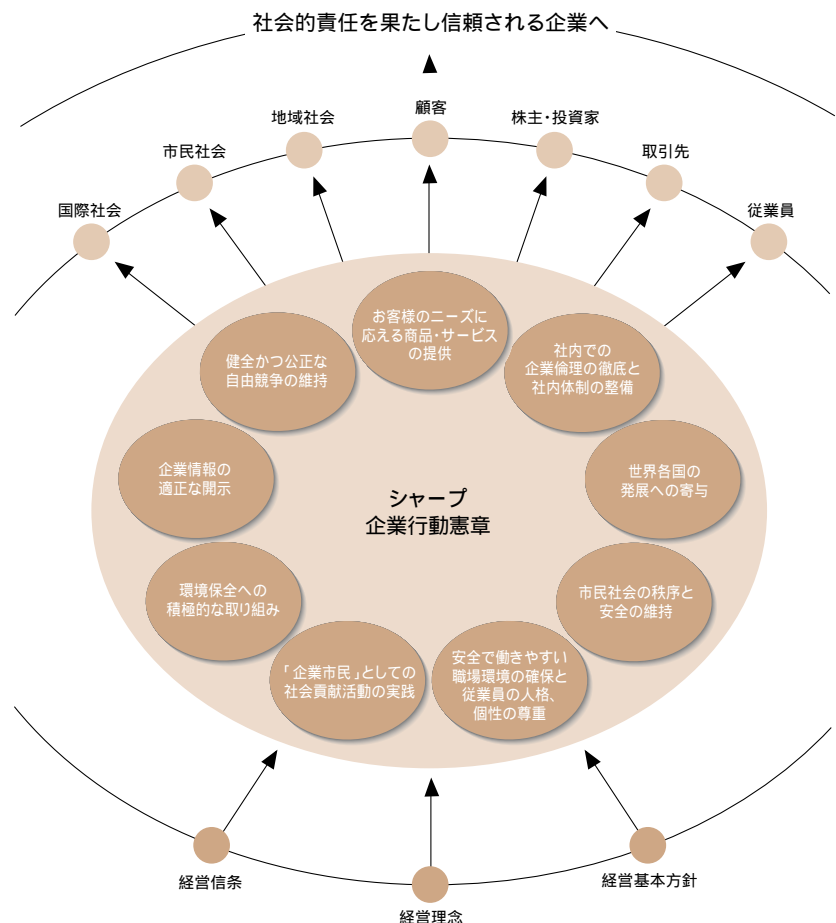 社会的責任を果たし信頼される企業へ
顧客
地域社会
株主・投資家
市民社会
取引先
国際社会
従業員
お客様のニーズに
応える商品・サービス
の提供
健全かつ公正な
自由競争の維持
社内での
企業倫理の徹底と
社内体制の整備
企業情報の
適正な開示
世界各国の
発展への寄与
シャープ
企業行動憲章
環境保全への
積極的な取り組み
市民社会の秩序と
安全の維持
「企業市民」としての
社会貢献活動の実践
安全で働きやすい
職場環境の確保と
従業員の人格、
個性の尊重
経営信条
経営理念
経営基本方針